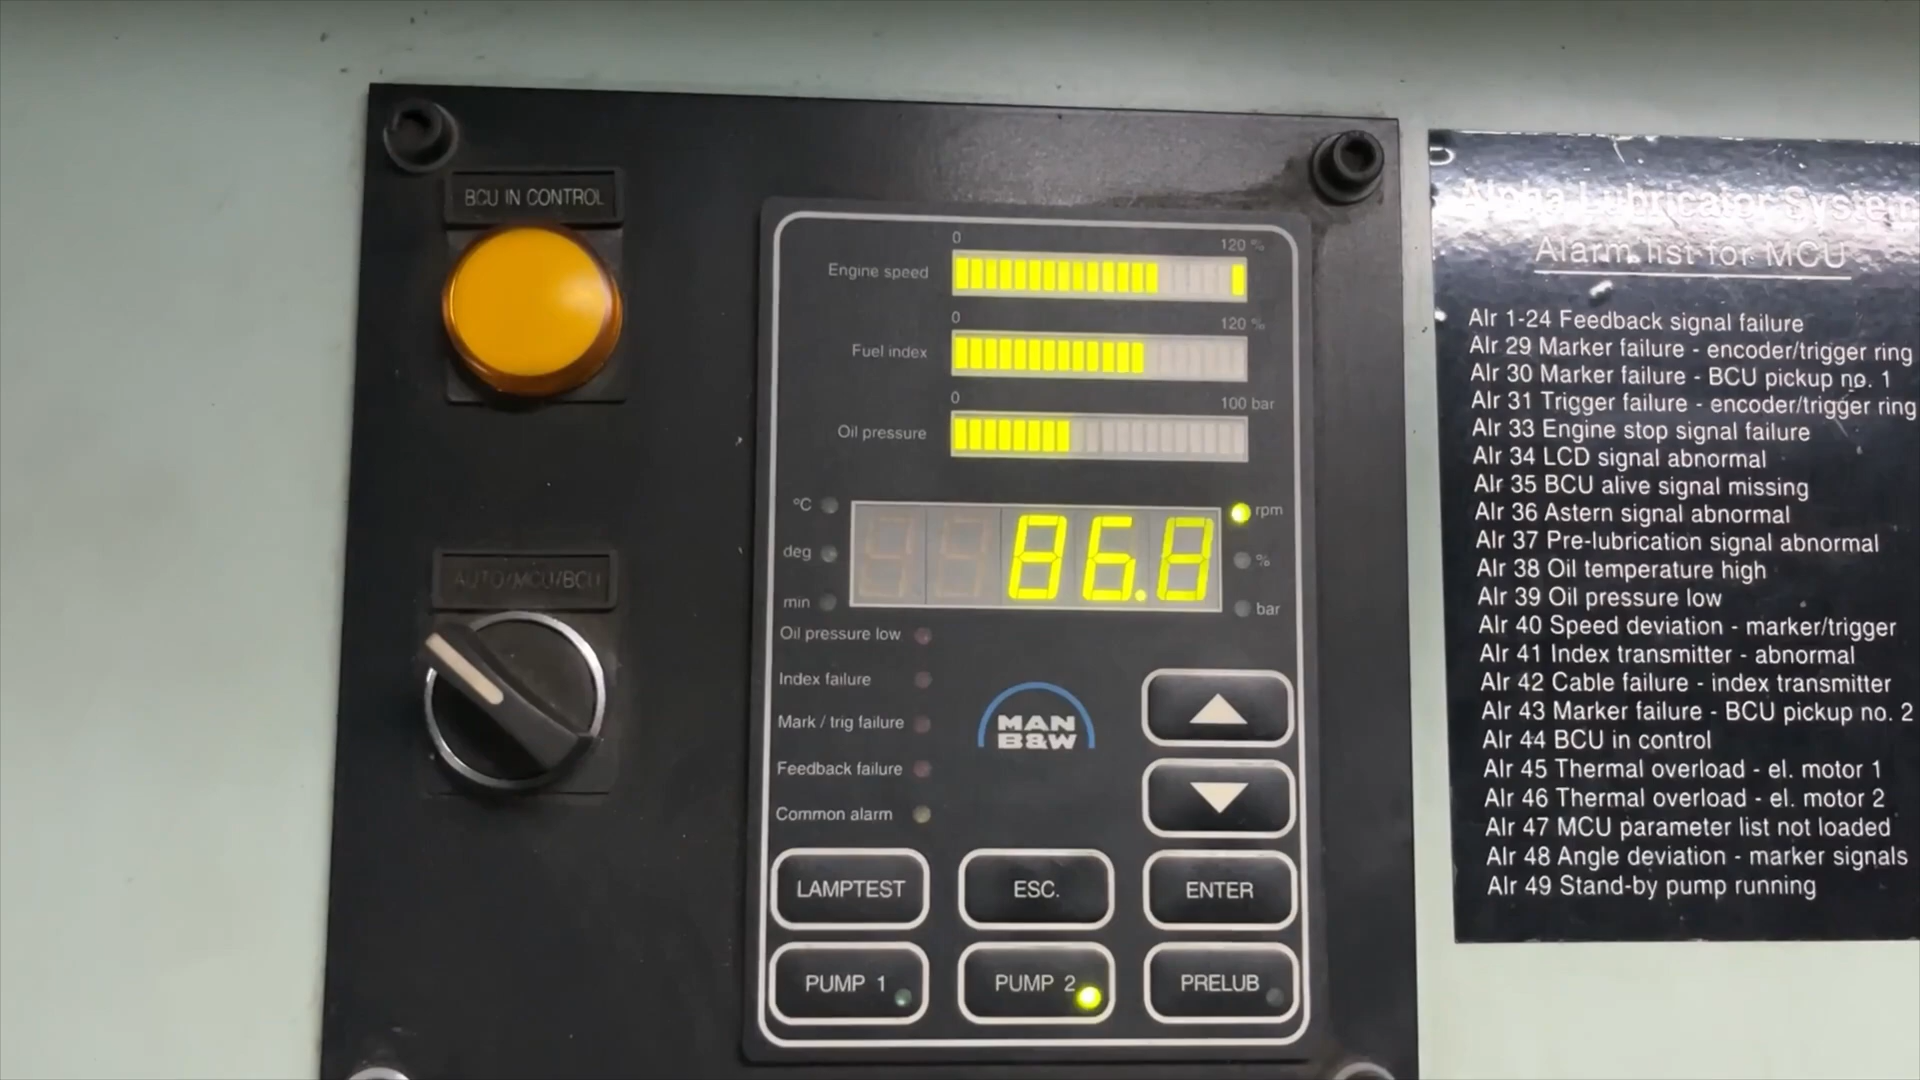 BCU IN CONTROL
AUTO/MCU/BCU
0 120 %
Engine speed
0 120 %
Fuel index
0 100 bar
Oil pressure
°C
deg
min
86.8
rpm
%
bar
Oil pressure low
Index failure
Mark / trig failure
Feedback failure
Common alarm
MAN
B&W
LAMPTEST
ESC.
ENTER
PUMP 1
PUMP 2
PRELUB
Alpha Lubricator System
Alarm list for MCU
Alr 1-24 Feedback signal failure
Alr 29 Marker failure - encoder/trigger ring
Alr 30 Marker failure - BCU pickup no. 1
Alr 31 Trigger failure - encoder/trigger ring
Alr 33 Engine stop signal failure
Alr 34 LCD signal abnormal
Alr 35 BCU alive signal missing
Alr 36 Astern signal abnormal
Alr 37 Pre-lubrication signal abnormal
Alr 38 Oil temperature high
Alr 39 Oil pressure low
Alr 40 Speed deviation - marker/trigger
Alr 41 Index transmitter - abnormal
Alr 42 Cable failure - index transmitter
Alr 43 Marker failure - BCU pickup no. 2
Alr 44 BCU in control
Alr 45 Thermal overload - el. motor 1
Alr 46 Thermal overload - el. motor 2
Alr 47 MCU parameter list not loaded
Alr 48 Angle deviation - marker signals
Alr 49 Stand-by pump running